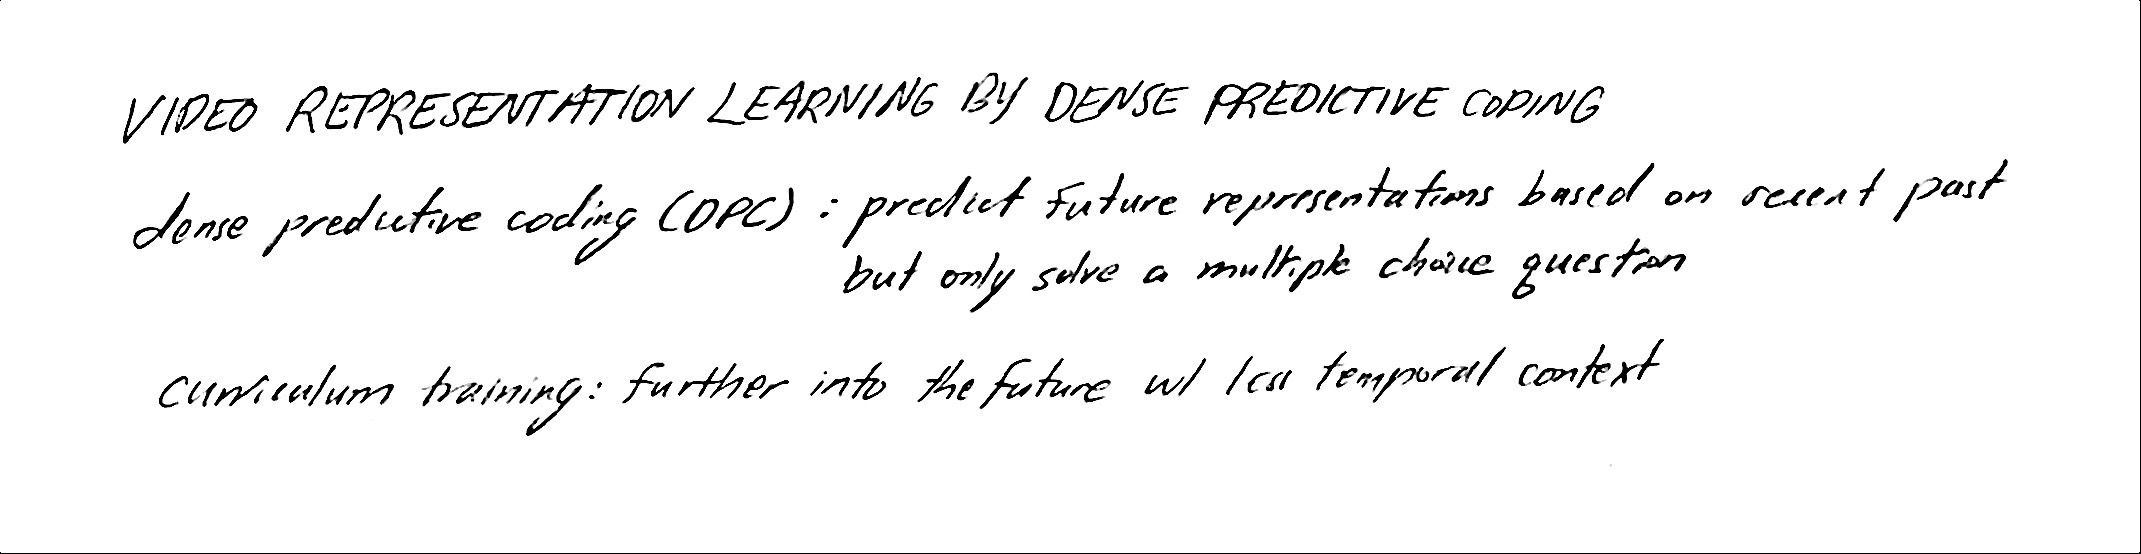 VIDEO REPRESENTATION LEARNING BY DENSE PREDICTIVE CODING
dense predictive coding (DPC) : predict future representations based on recent past
but only solve a multiple choice question
curriculum training: further into the future w/ less temporal context